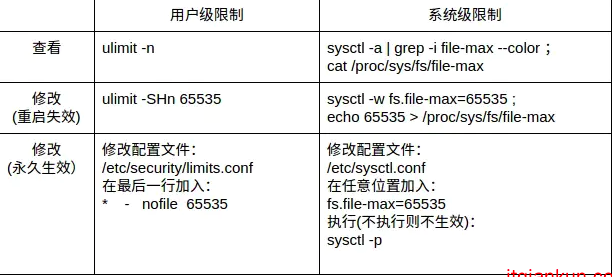 用户级限制
系统级限制
查看
ulimit -n
sysctl -a | grep -i file-max --color ；
cat /proc/sys/fs/file-max
修改
(重启失效)
ulimit -SHn 65535
sysctl -w fs.file-max=65535 ;
echo 65535 > /proc/sys/fs/file-max
修改
(永久生效)
修改配置文件：
/etc/security/limits.conf
在最后一行加入：
* - nofile 65535
修改配置文件：
/etc/sysctl.conf
在任意位置加入：
fs.file-max=65535
执行(不执行则不生效)：
sysctl -p